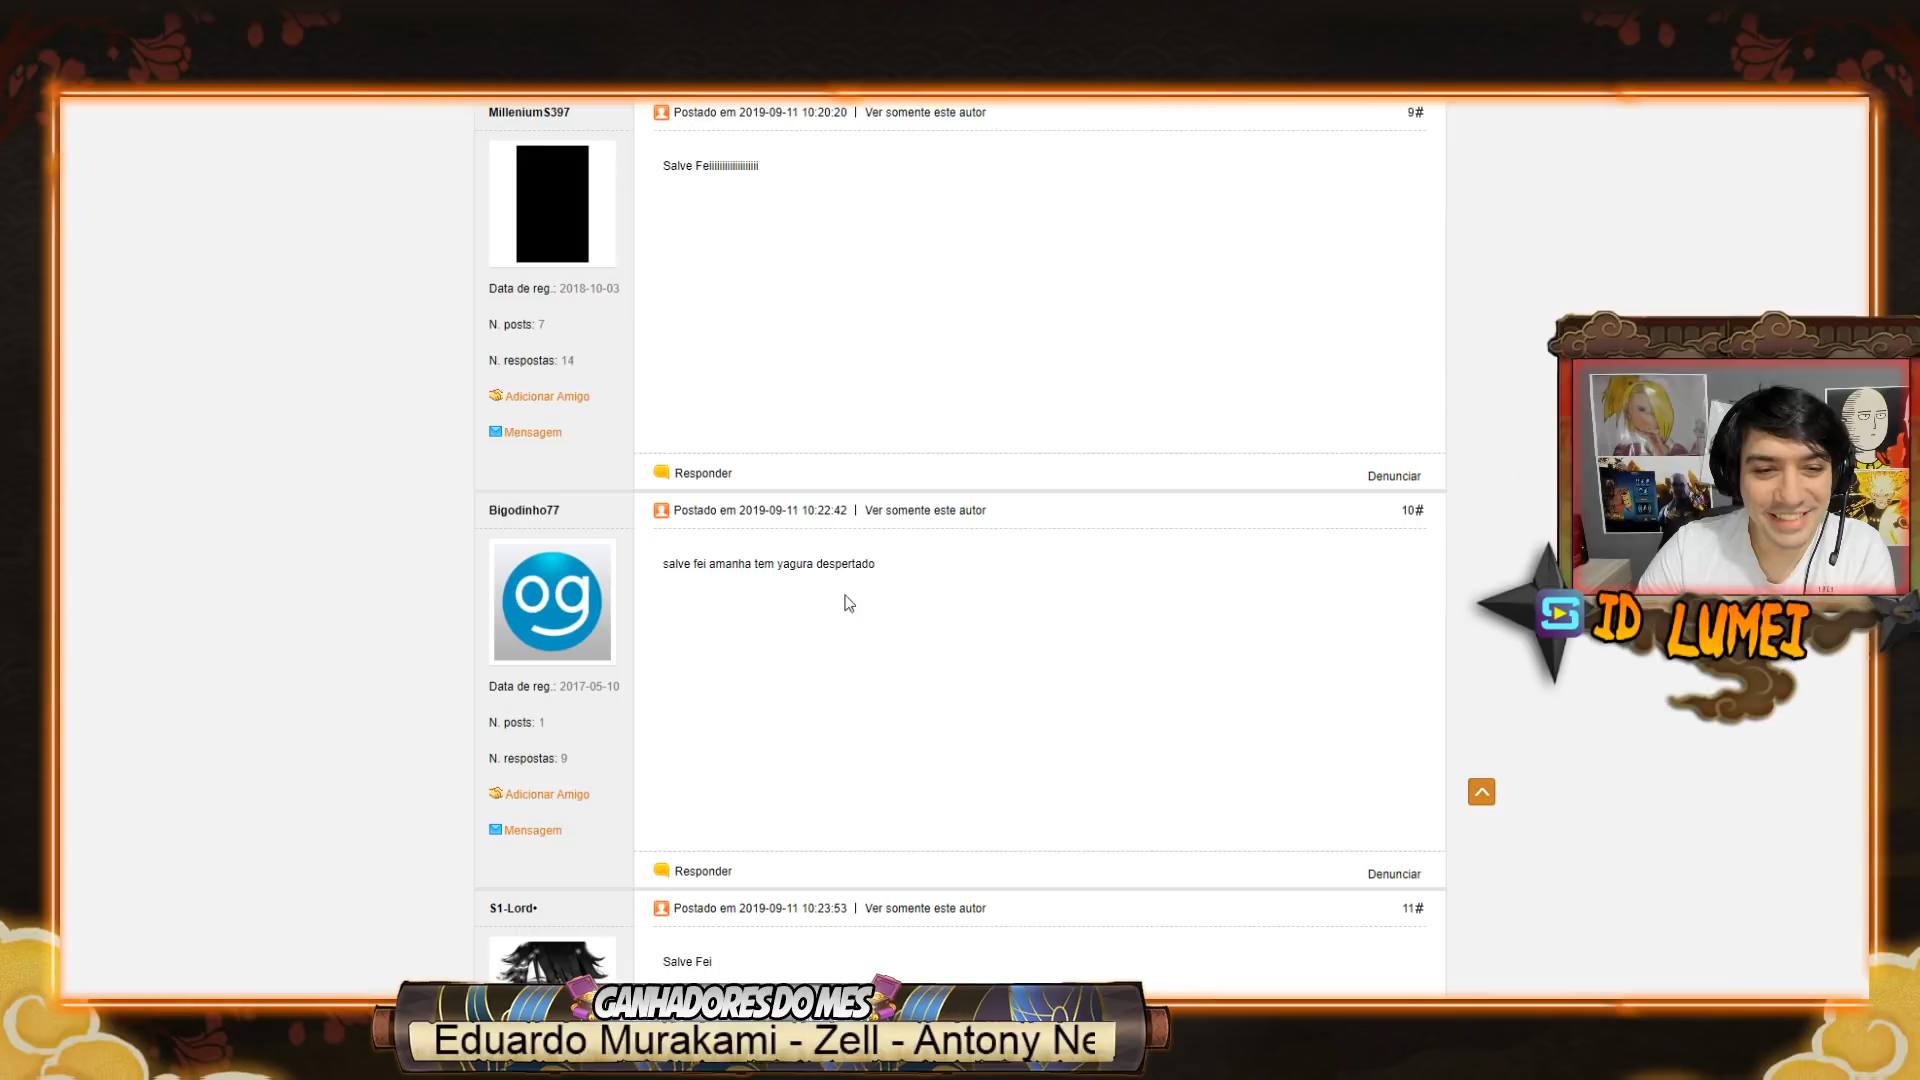 MilleniumS397
Postado em 2019-09-11 10:20:20 | Ver somente este autor
9#
Salve Feiiiiiiiiiiiiiiiiiii
Data de reg.: 2018-10-03
N. posts: 7
N. respostas: 14
Adicionar Amigo
Mensagem
Responder
Denunciar
Bigodinho77
Postado em 2019-09-11 10:22:42 | Ver somente este autor
10#
salve fei amanha tem yagura despertado
og
Data de reg.: 2017-05-10
N. posts: 1
N. respostas: 9
Adicionar Amigo
Mensagem
Responder
Denunciar
S1-Lord•
Postado em 2019-09-11 10:23:53 | Ver somente este autor
11#
Salve Fei
ID LUMEI
GANHADORES DO MES
Eduardo Murakami - Zell - Antony Ne